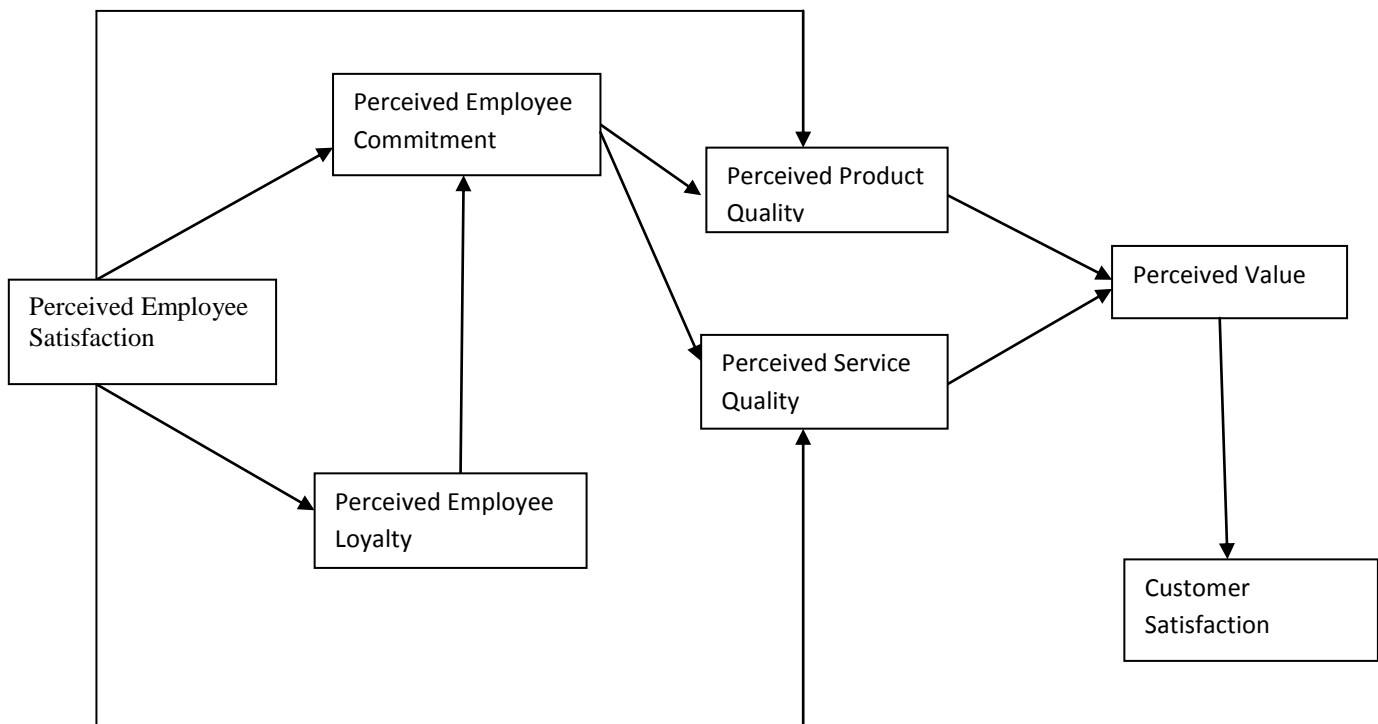 Perceived Employee
Commitment
Perceived Product
Quality
Perceived Employee
Satisfaction
Perceived Value
Perceived Service
Quality
Perceived Employee
Loyalty
Customer
Satisfaction